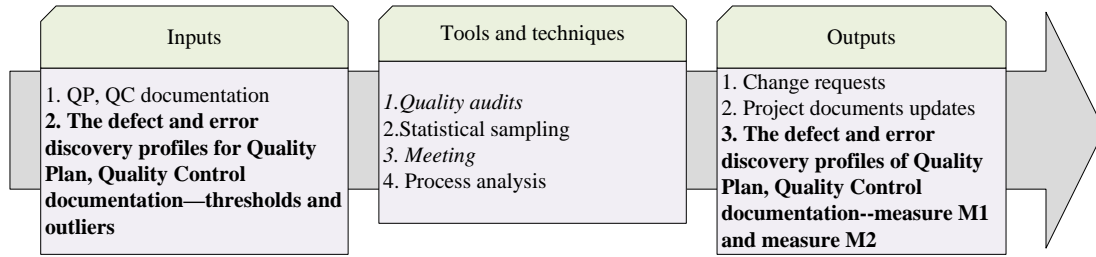 Inputs
1. QP, QC documentation
2. The defect and error
discovery profiles for Quality
Plan, Quality Control
documentation—thresholds and
outliers
Tools and techniques
1.Quality audits
2.Statistical sampling
3. Meeting
4. Process analysis
Outputs
1. Change requests
2. Project documents updates
3. The defect and error
discovery profiles of Quality
Plan, Quality Control
documentation--measure M1
and measure M2